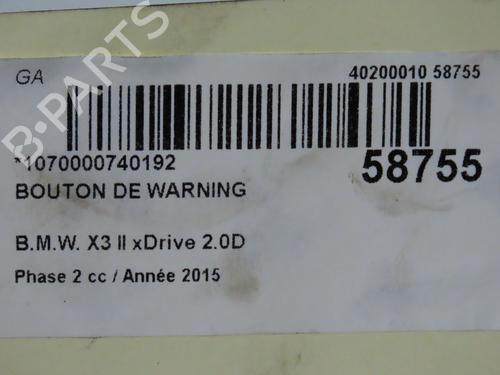 GA
40200010 58755
*1070000740192
58755
BOUTON DE WARNING
B.M.W. X3 II xDrive 2.0D
Phase 2 cc / Année 2015
B-PARTS